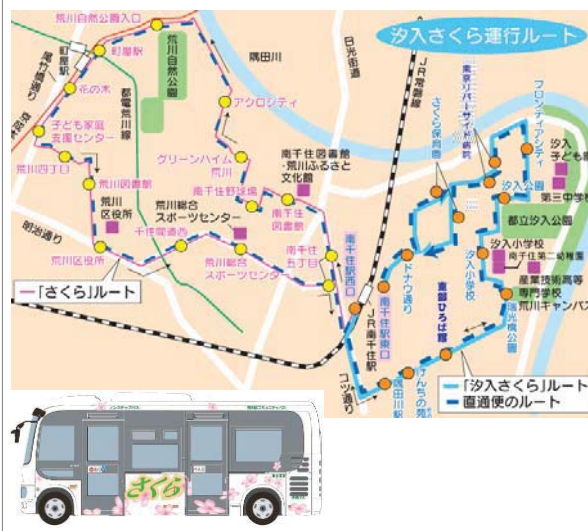 汐入さくら運行ルート
荒川自然公園入口
町屋駅
町屋駅
尾竹橋通り
花の木
子ども家庭
支援センター
荒川四丁目
荒川図書館
荒川
区役所
明治通り
荒川区役所
千住間道西
都電荒川線
荒川
自然公園
隅田川
日光街道
JR常磐線
アクロシティ
グリーンハイム
荒川
南千住野球場
南千住図書館
・荒川ふるさと
文化館
南千住
図書館
荒川総合
スポーツセンター
荒川総合
スポーツセンター
南千住
五丁目
南千住駅西口
JR南千住駅
南千住駅東口
コツ通り
ドナウ通り
さくら保育園
東京リバーサイド病院
フロンティアシティ
汐入公園
汐入
第三中学校
都立汐入公園
汐入小学校
汐入小学校
南千住第二幼稚園
産業技術高等
専門学校
荒川キャンパス
瑞光橋公園
東部ひろば館
隅田川駅
「さくら」ルート
「汐入さくら」ルート
直通便のルート
さくら